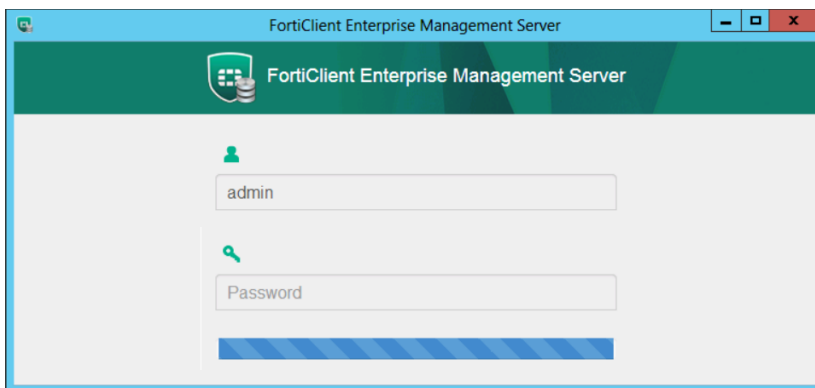 FortiClient Enterprise Management Server
FortiClient Enterprise Management Server
admin
Password